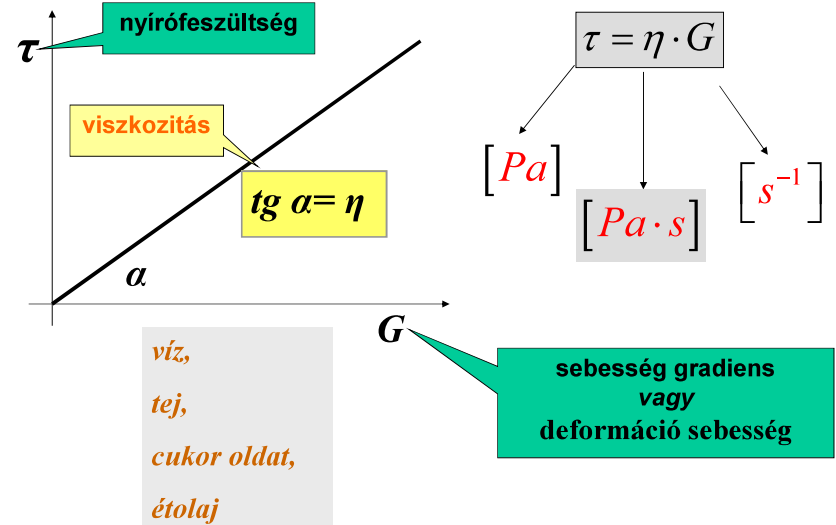 nyírófeszültség
τ
τ = η · G
viszkozitás
[Pa]
[Pa · s]
[s⁻¹]
tg α= η
α
G
víz,
tej,
cukor oldat,
étolaj
sebesség gradiens
vagy
deformáció sebesség